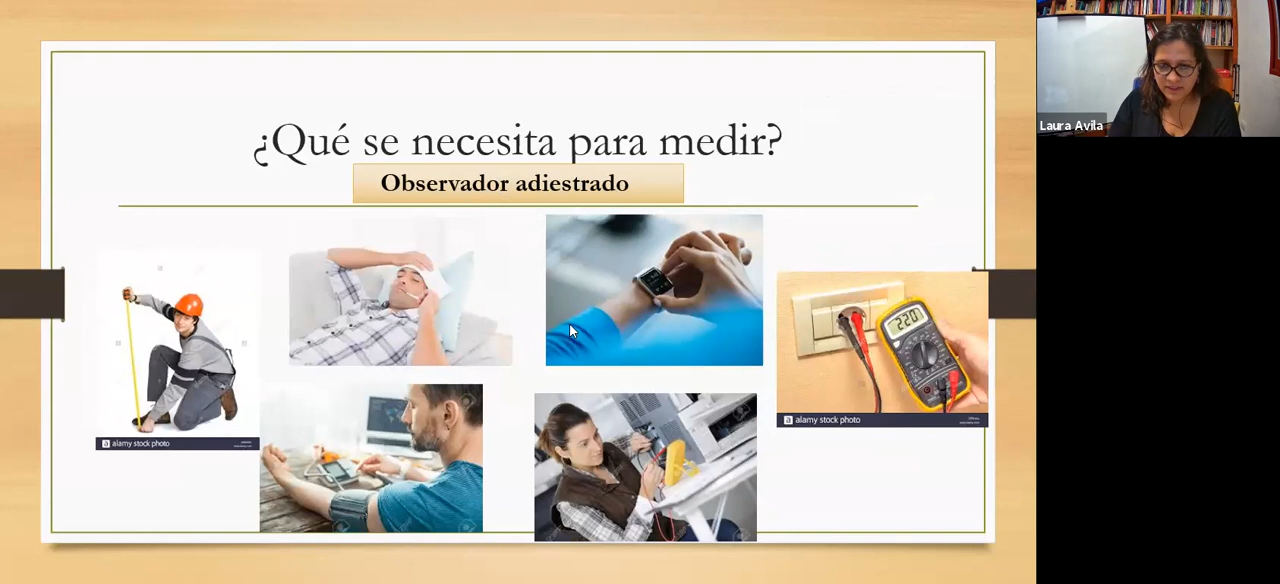 ¿Qué se necesita para medir?
Observador adiestrado
Laura Avila
220
a alamy stock photo
a alamy stock photo